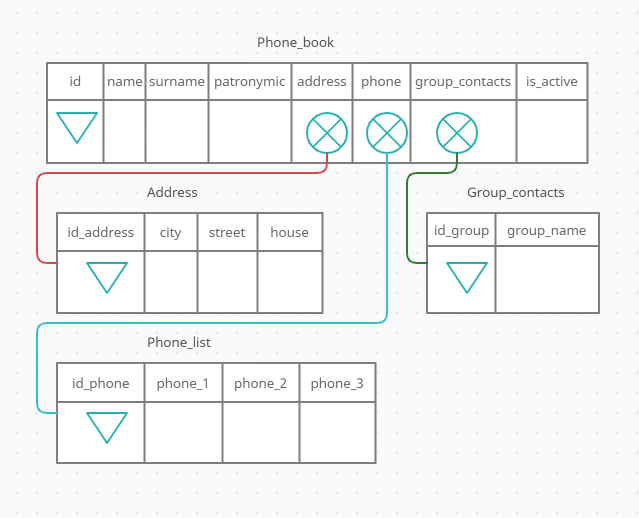 Phone_book
id name surname patronymic address phone group_contacts is_active
Address
id_address city street house
Group_contacts
id_group group_name
Phone_list
id_phone phone_1 phone_2 phone_3